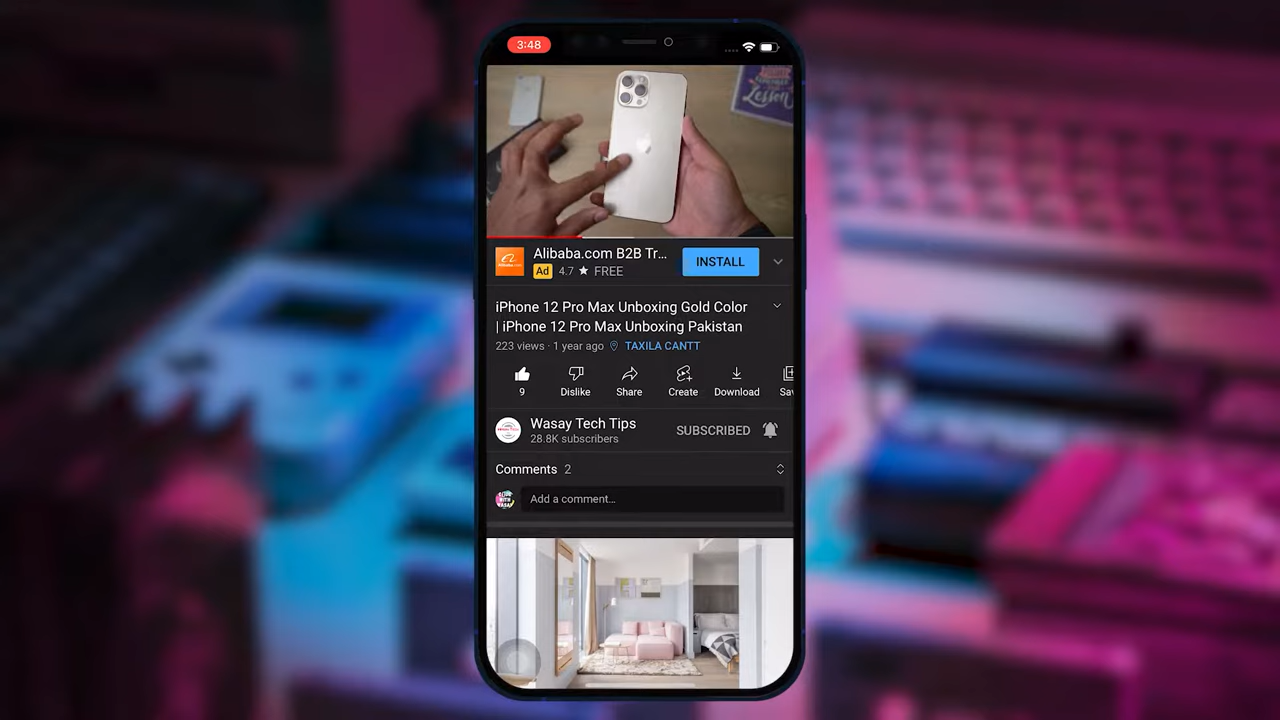 3:48
Lesson
Alibaba.com B2B Tr...
Ad 4.7 ★ FREE
INSTALL
iPhone 12 Pro Max Unboxing Gold Color
| iPhone 12 Pro Max Unboxing Pakistan
223 views · 1 year ago TAXILA CANTT
9 Dislike Share Create Download Sav
Wasay Tech Tips
28.8K subscribers
SUBSCRIBED
Comments 2
Add a comment...